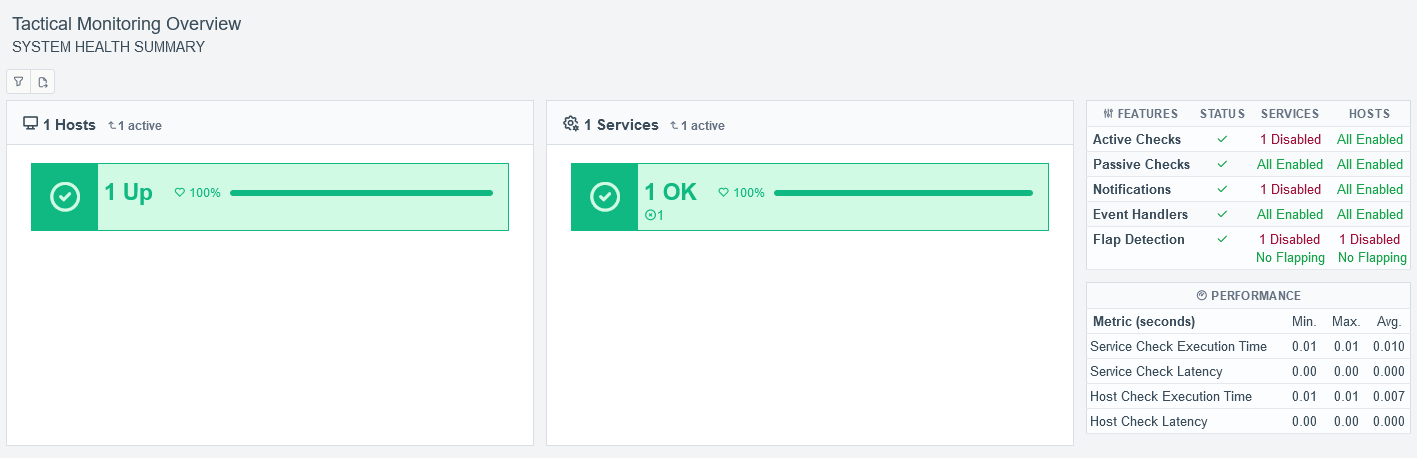 Tactical Monitoring Overview
SYSTEM HEALTH SUMMARY
1 Hosts 1 active
1 Up 100%
1 Services 1 active
1 OK 100%
1
FEATURES STATUS SERVICES HOSTS
Active Checks 1 Disabled All Enabled
Passive Checks All Enabled All Enabled
Notifications 1 Disabled All Enabled
Event Handlers All Enabled All Enabled
Flap Detection 1 Disabled 1 Disabled
No Flapping No Flapping
PERFORMANCE
Metric (seconds) Min. Max. Avg.
Service Check Execution Time 0.01 0.01 0.010
Service Check Latency 0.00 0.00 0.000
Host Check Execution Time 0.01 0.01 0.007
Host Check Latency 0.00 0.00 0.000